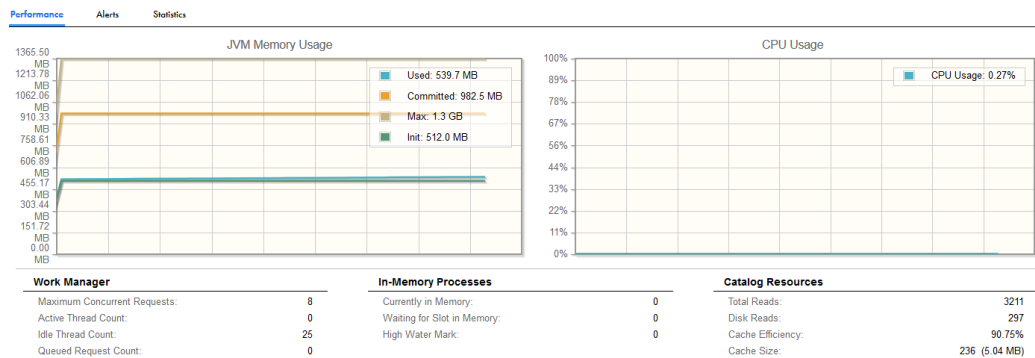 Performance Alerts Statistics
JVM Memory Usage
1365.50 MB
1213.78 MB
1062.06 MB
910.33 MB
758.61 MB
606.89 MB
455.17 MB
303.44 MB
151.72 MB
0.00 MB
Used: 539.7 MB
Committed: 982.5 MB
Max: 1.3 GB
Init: 512.0 MB
CPU Usage
100%
89%
78%
67%
56%
44%
33%
22%
11%
0%
CPU Usage: 0.27%
Work Manager
Maximum Concurrent Requests: 8
Active Thread Count: 0
Idle Thread Count: 25
Queued Request Count: 0
In-Memory Processes
Currently in Memory: 0
Waiting for Slot in Memory: 0
High Water Mark: 0
Catalog Resources
Total Reads: 3211
Disk Reads: 297
Cache Efficiency: 90.75%
Cache Size: 236 (5.04 MB)